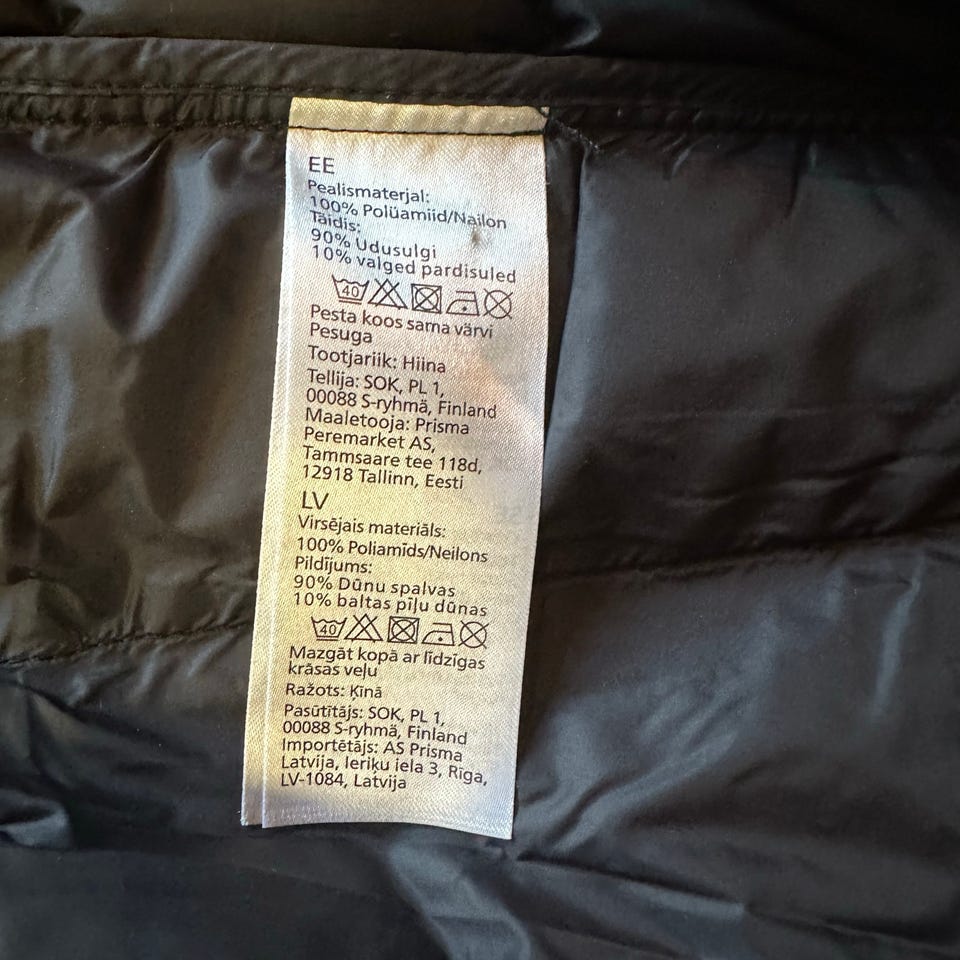 EE
Pealismaterjal:
100% Polüamiid/Nailon
Täidis:
90% Udusulgi
10% valged pardisuled
40
Pesta koos sama värvi
Pesuga
Tootjariik: Hiina
Tellija: SOK, PL 1,
00088 S-ryhmä, Finland
Maaletooja: Prisma
Peremarket AS,
Tammsaare tee 118d,
12918 Tallinn, Eesti
LV
Virsējais materiāls:
100% Poliamīds/Neilons
Pildījums:
90% Dūnu spalvas
10% baltas pīļu dūnas
40
Mazgāt kopā ar līdzīgas
krāsas veļu
Ražots: Ķīnā
Pasūtītājs: SOK, PL 1,
00088 S-ryhmä, Finland
Importētājs: AS Prisma
Latvija, Ieriķu iela 3, Rīga,
LV-1084, Latvija